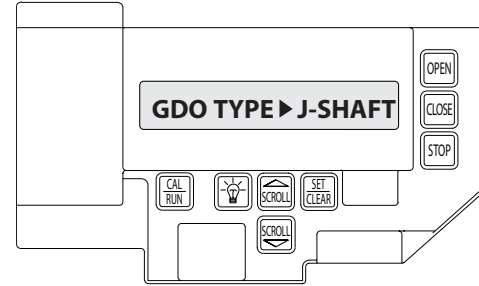 GDO TYPE ▶ J-SHAFT
OPEN
CLOSE
STOP
CAL
RUN
SCROLL
SET
CLEAR
SCROLL